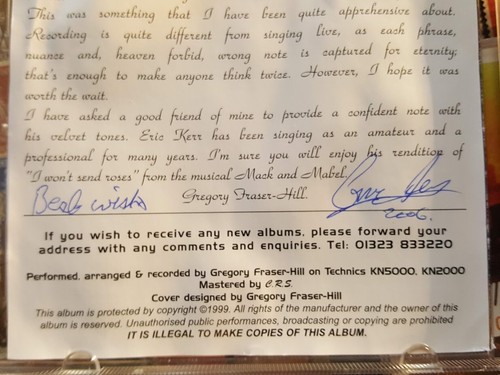 This was something that I have been quite apprehensive about.
Recording is quite different from singing live, as each phrase,
nuance and, heaven forbid, wrong note is captured for eternity;
that's enough to make anyone think twice. However, I hope it was
worth the wait.
I have asked a good friend of mine to provide a confident note with
his velvet tones. Eric Kerr has been singing as an amateur and a
professional for many years. I'm sure you will enjoy his rendition of
"I won't send roses" from the musical Mack and Mabel.
Best wishes
Gregory Fraser-Hill.
2006.
If you wish to receive any new albums, please forward your
address with any comments and enquiries. Tel: 01323 833220
Performed, arranged & recorded by Gregory Fraser-Hill on Technics KN5000, KN2000
Mastered by C.R.S.
Cover designed by Gregory Fraser-Hill
This album is protected by copyright ©1999. All rights of the manufacturer and the owner of this
album is reserved. Unauthorised public performances, broadcasting or copying are prohibited
IT IS ILLEGAL TO MAKE COPIES OF THIS ALBUM.